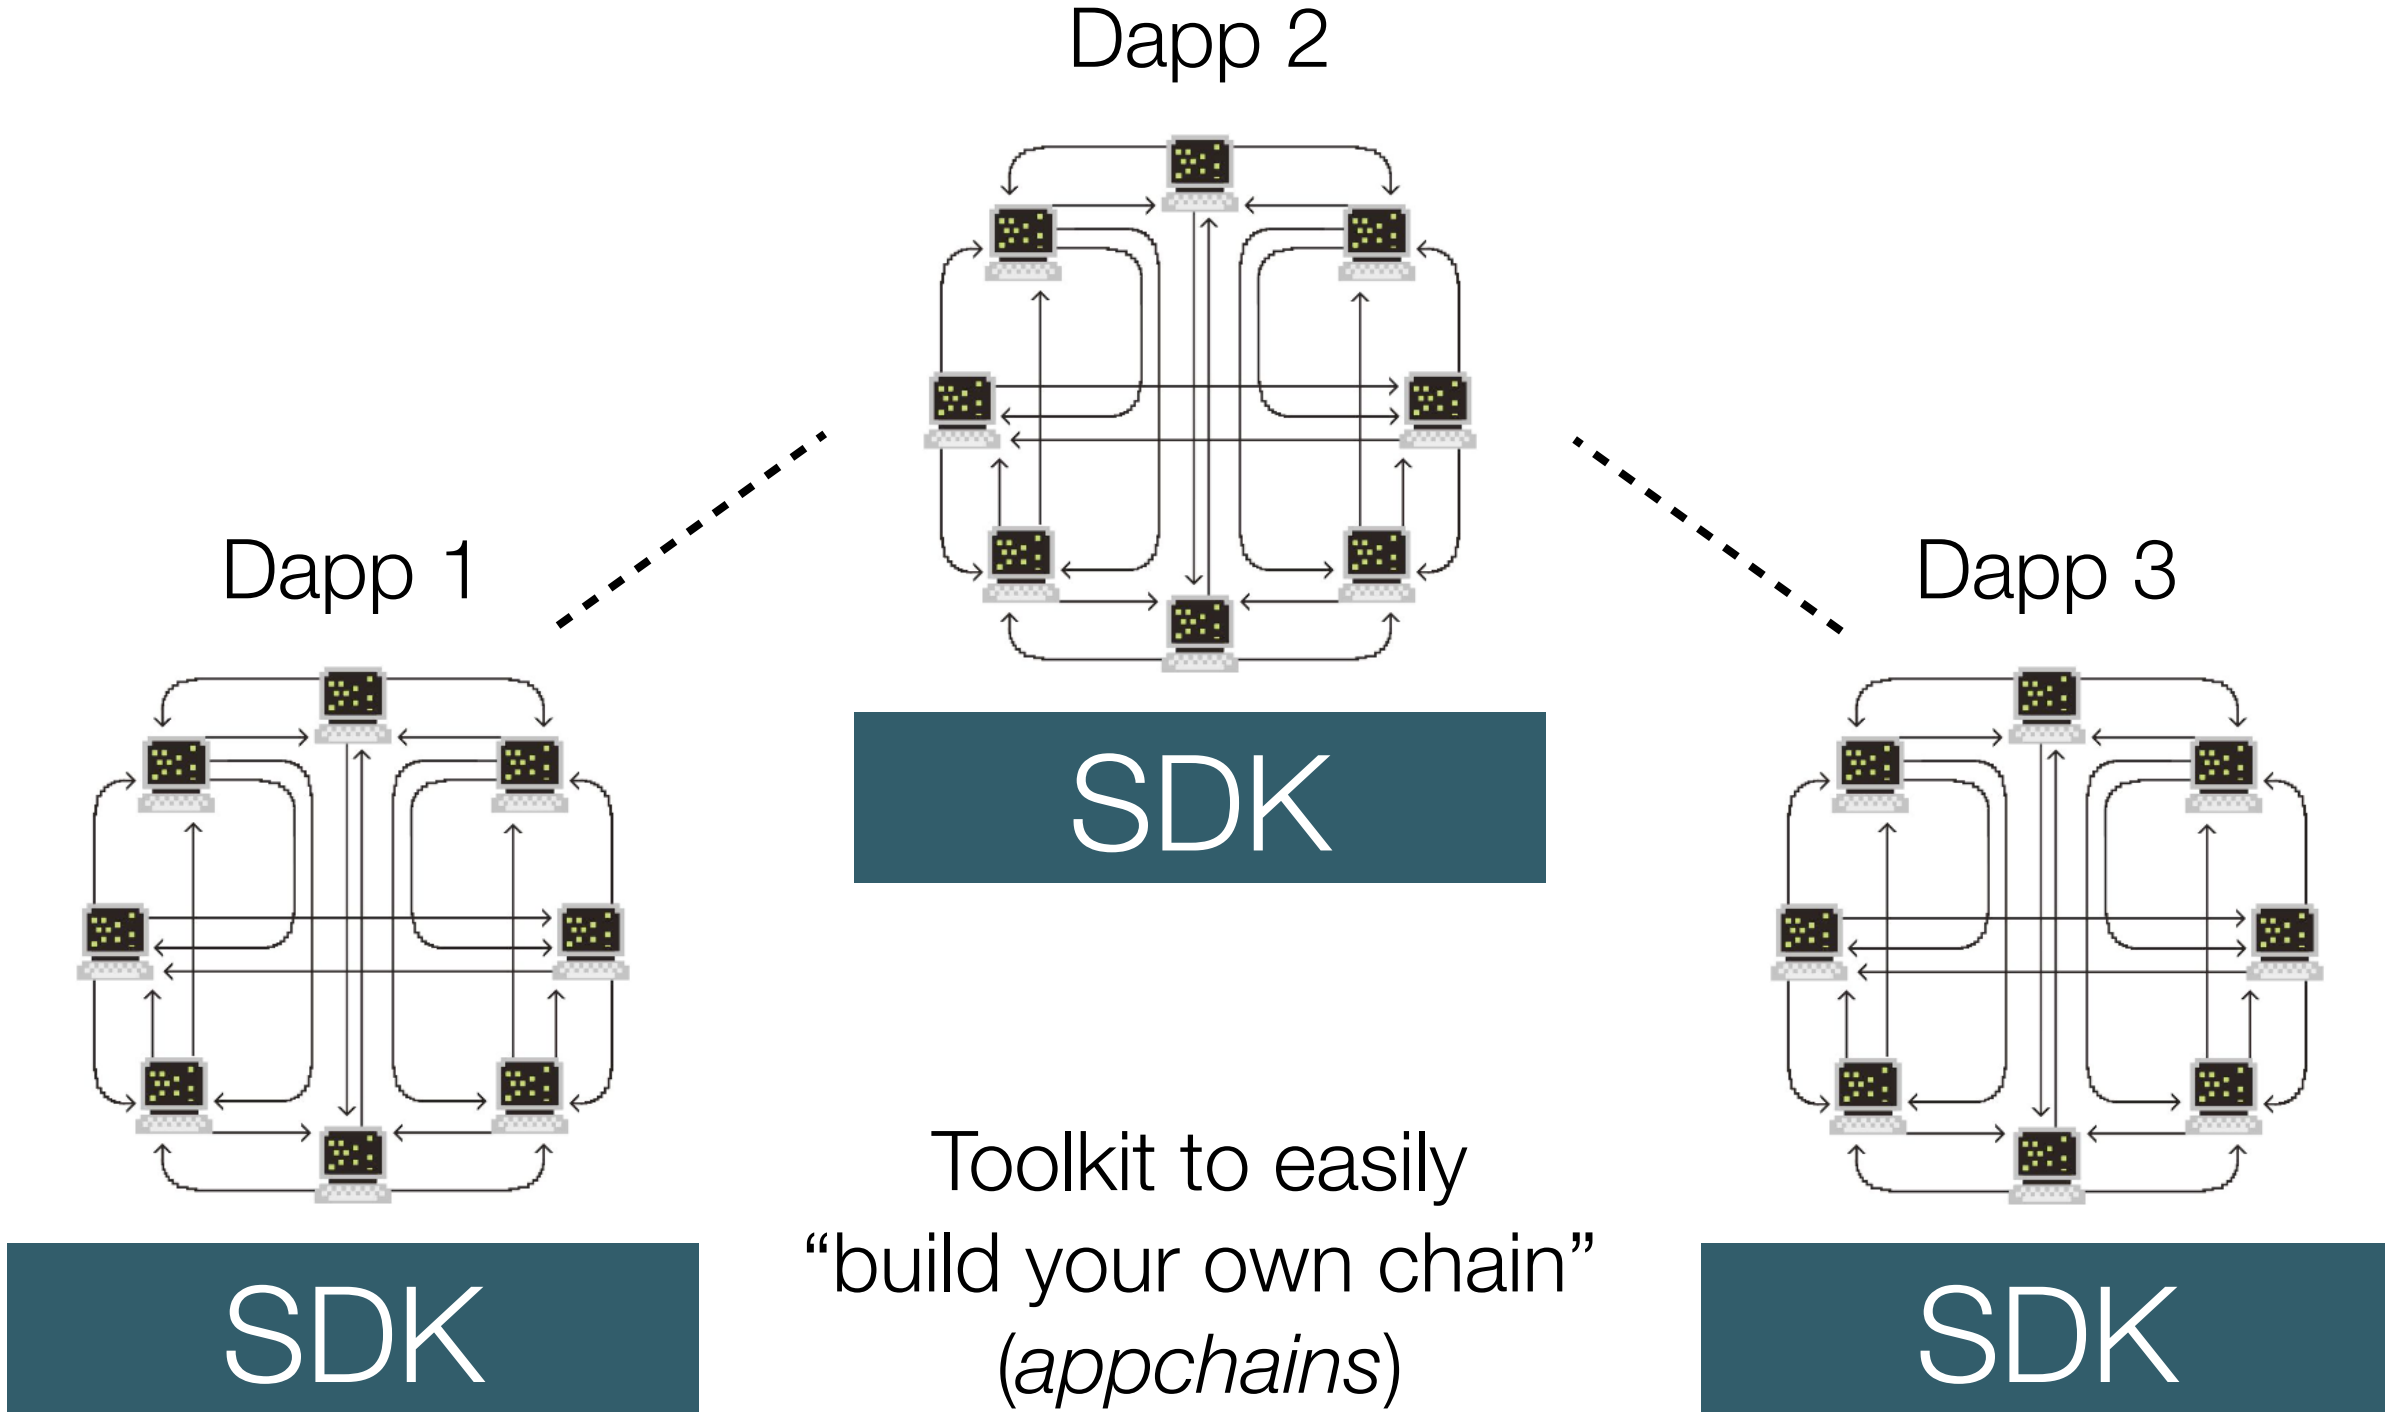 Dapp 2
Dapp 1
Dapp 3
SDK
SDK
SDK
Toolkit to easily
“build your own chain”
(appchains)